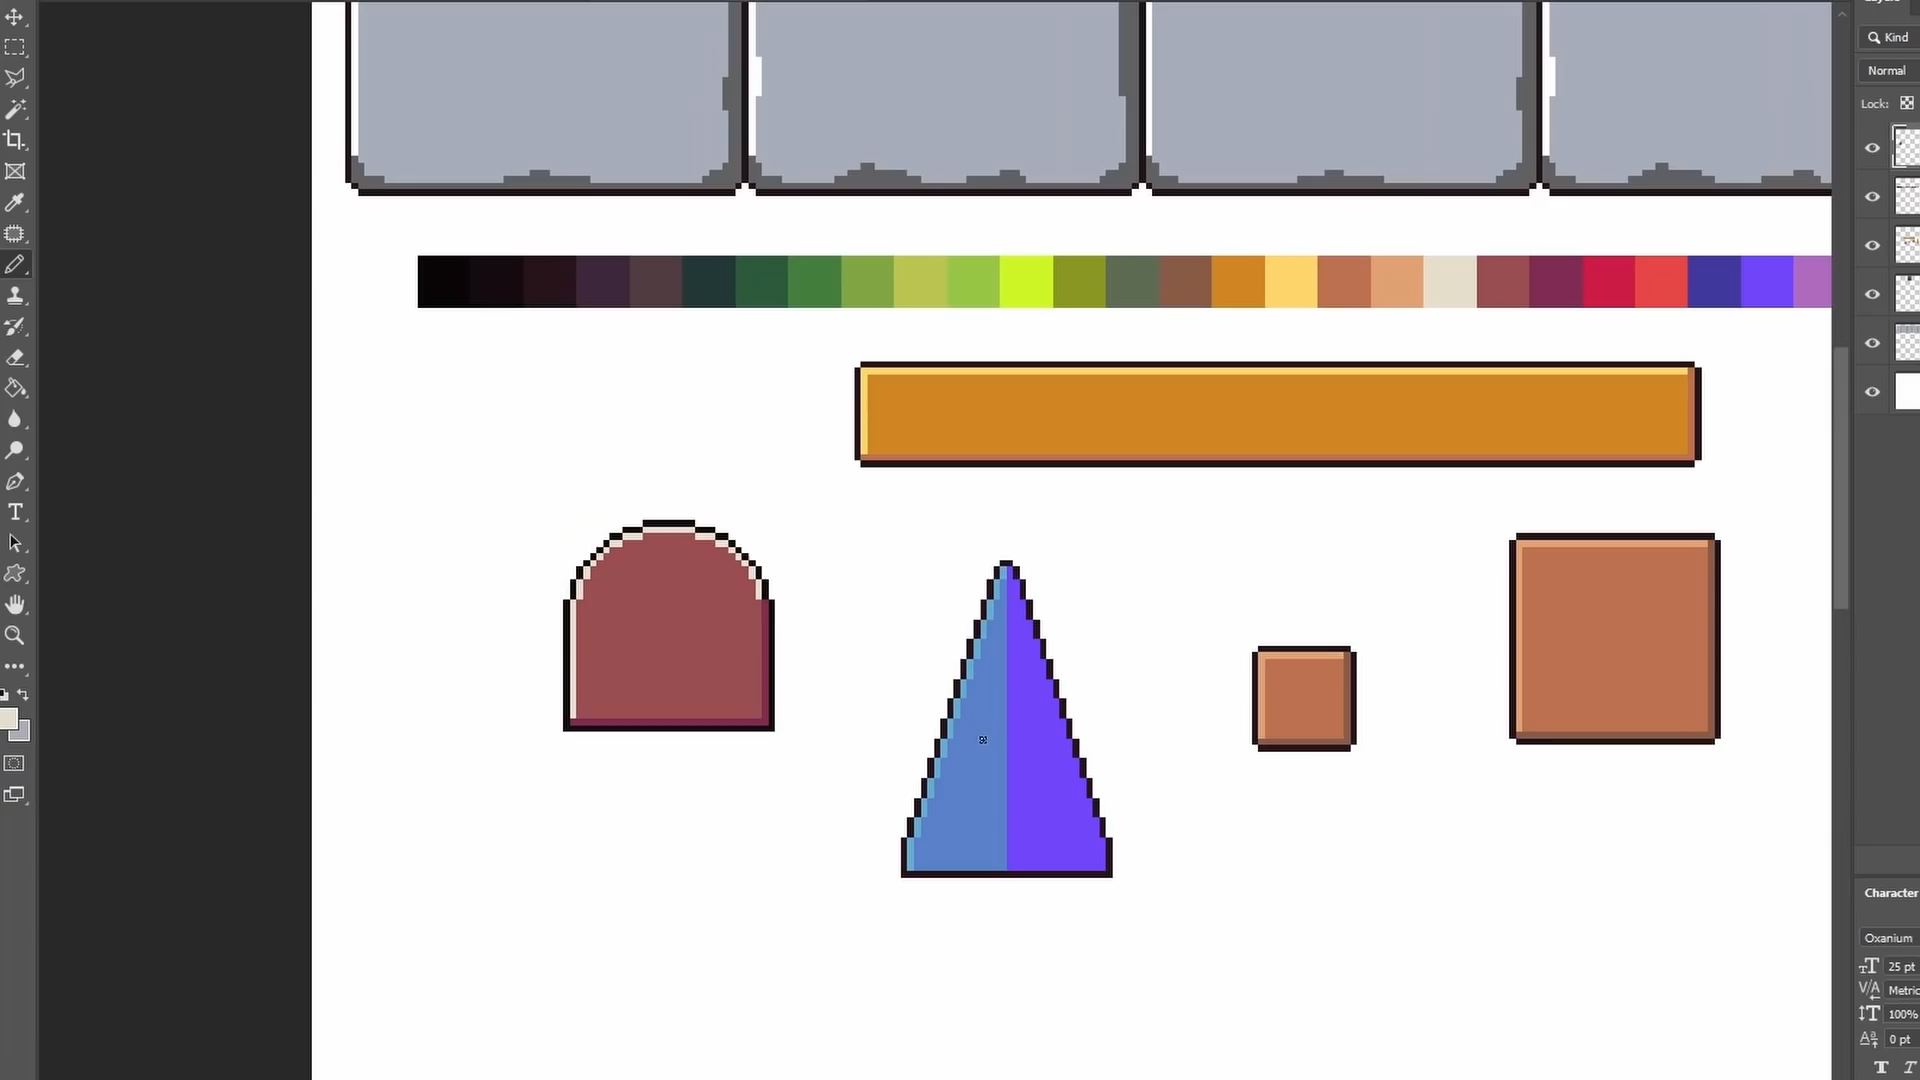 Kind
Normal
Lock:
Character
Oxanium
25 pt
Metric
100%
0 pt